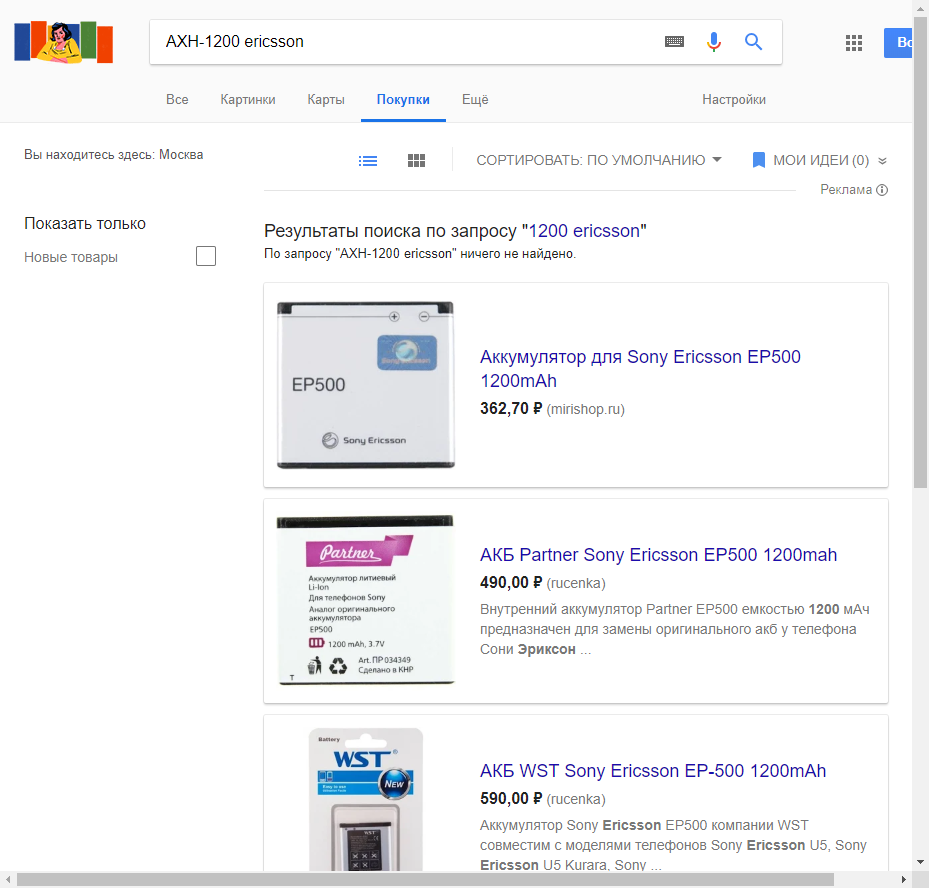 AXH-1200 ericsson
Вс
Все Картинки Карты Покупки Ещё Настройки
Вы находитесь здесь: Москва
СОРТИРОВАТЬ: ПО УМОЛЧАНИЮ
МОИ ИДЕИ (0)
Реклама
Показать только
Новые товары
Результаты поиска по запросу "1200 ericsson"
По запросу "AXH-1200 ericsson" ничего не найдено.
EP500
Sony Ericsson
Аккумулятор для Sony Ericsson EP500
1200mAh
362,70 ₽ (mirishop.ru)
Partner
Аккумулятор литиевый
Li-Ion
Для телефонов Sony
Аналог оригинального
аккумулятора
EP500
1200 mAh, 3.7V
Art. ПР034349
Сделано в КНР
T
АКБ Partner Sony Ericsson EP500 1200mah
490,00 ₽ (rucenka)
Внутренний аккумулятор Partner EP500 емкостью 1200 мАч
предназначен для замены оригинального акб у телефона
Сони Эриксон ...
Battery
WST®
NEW
Easy to use
WST
АКБ WST Sony Ericsson EP-500 1200mAh
590,00 ₽ (rucenka)
Аккумулятор Sony Ericsson EP500 компании WST
совместим с моделями телефонов Sony Ericsson U5, Sony
Ericsson U5 Kurara, Sony ...